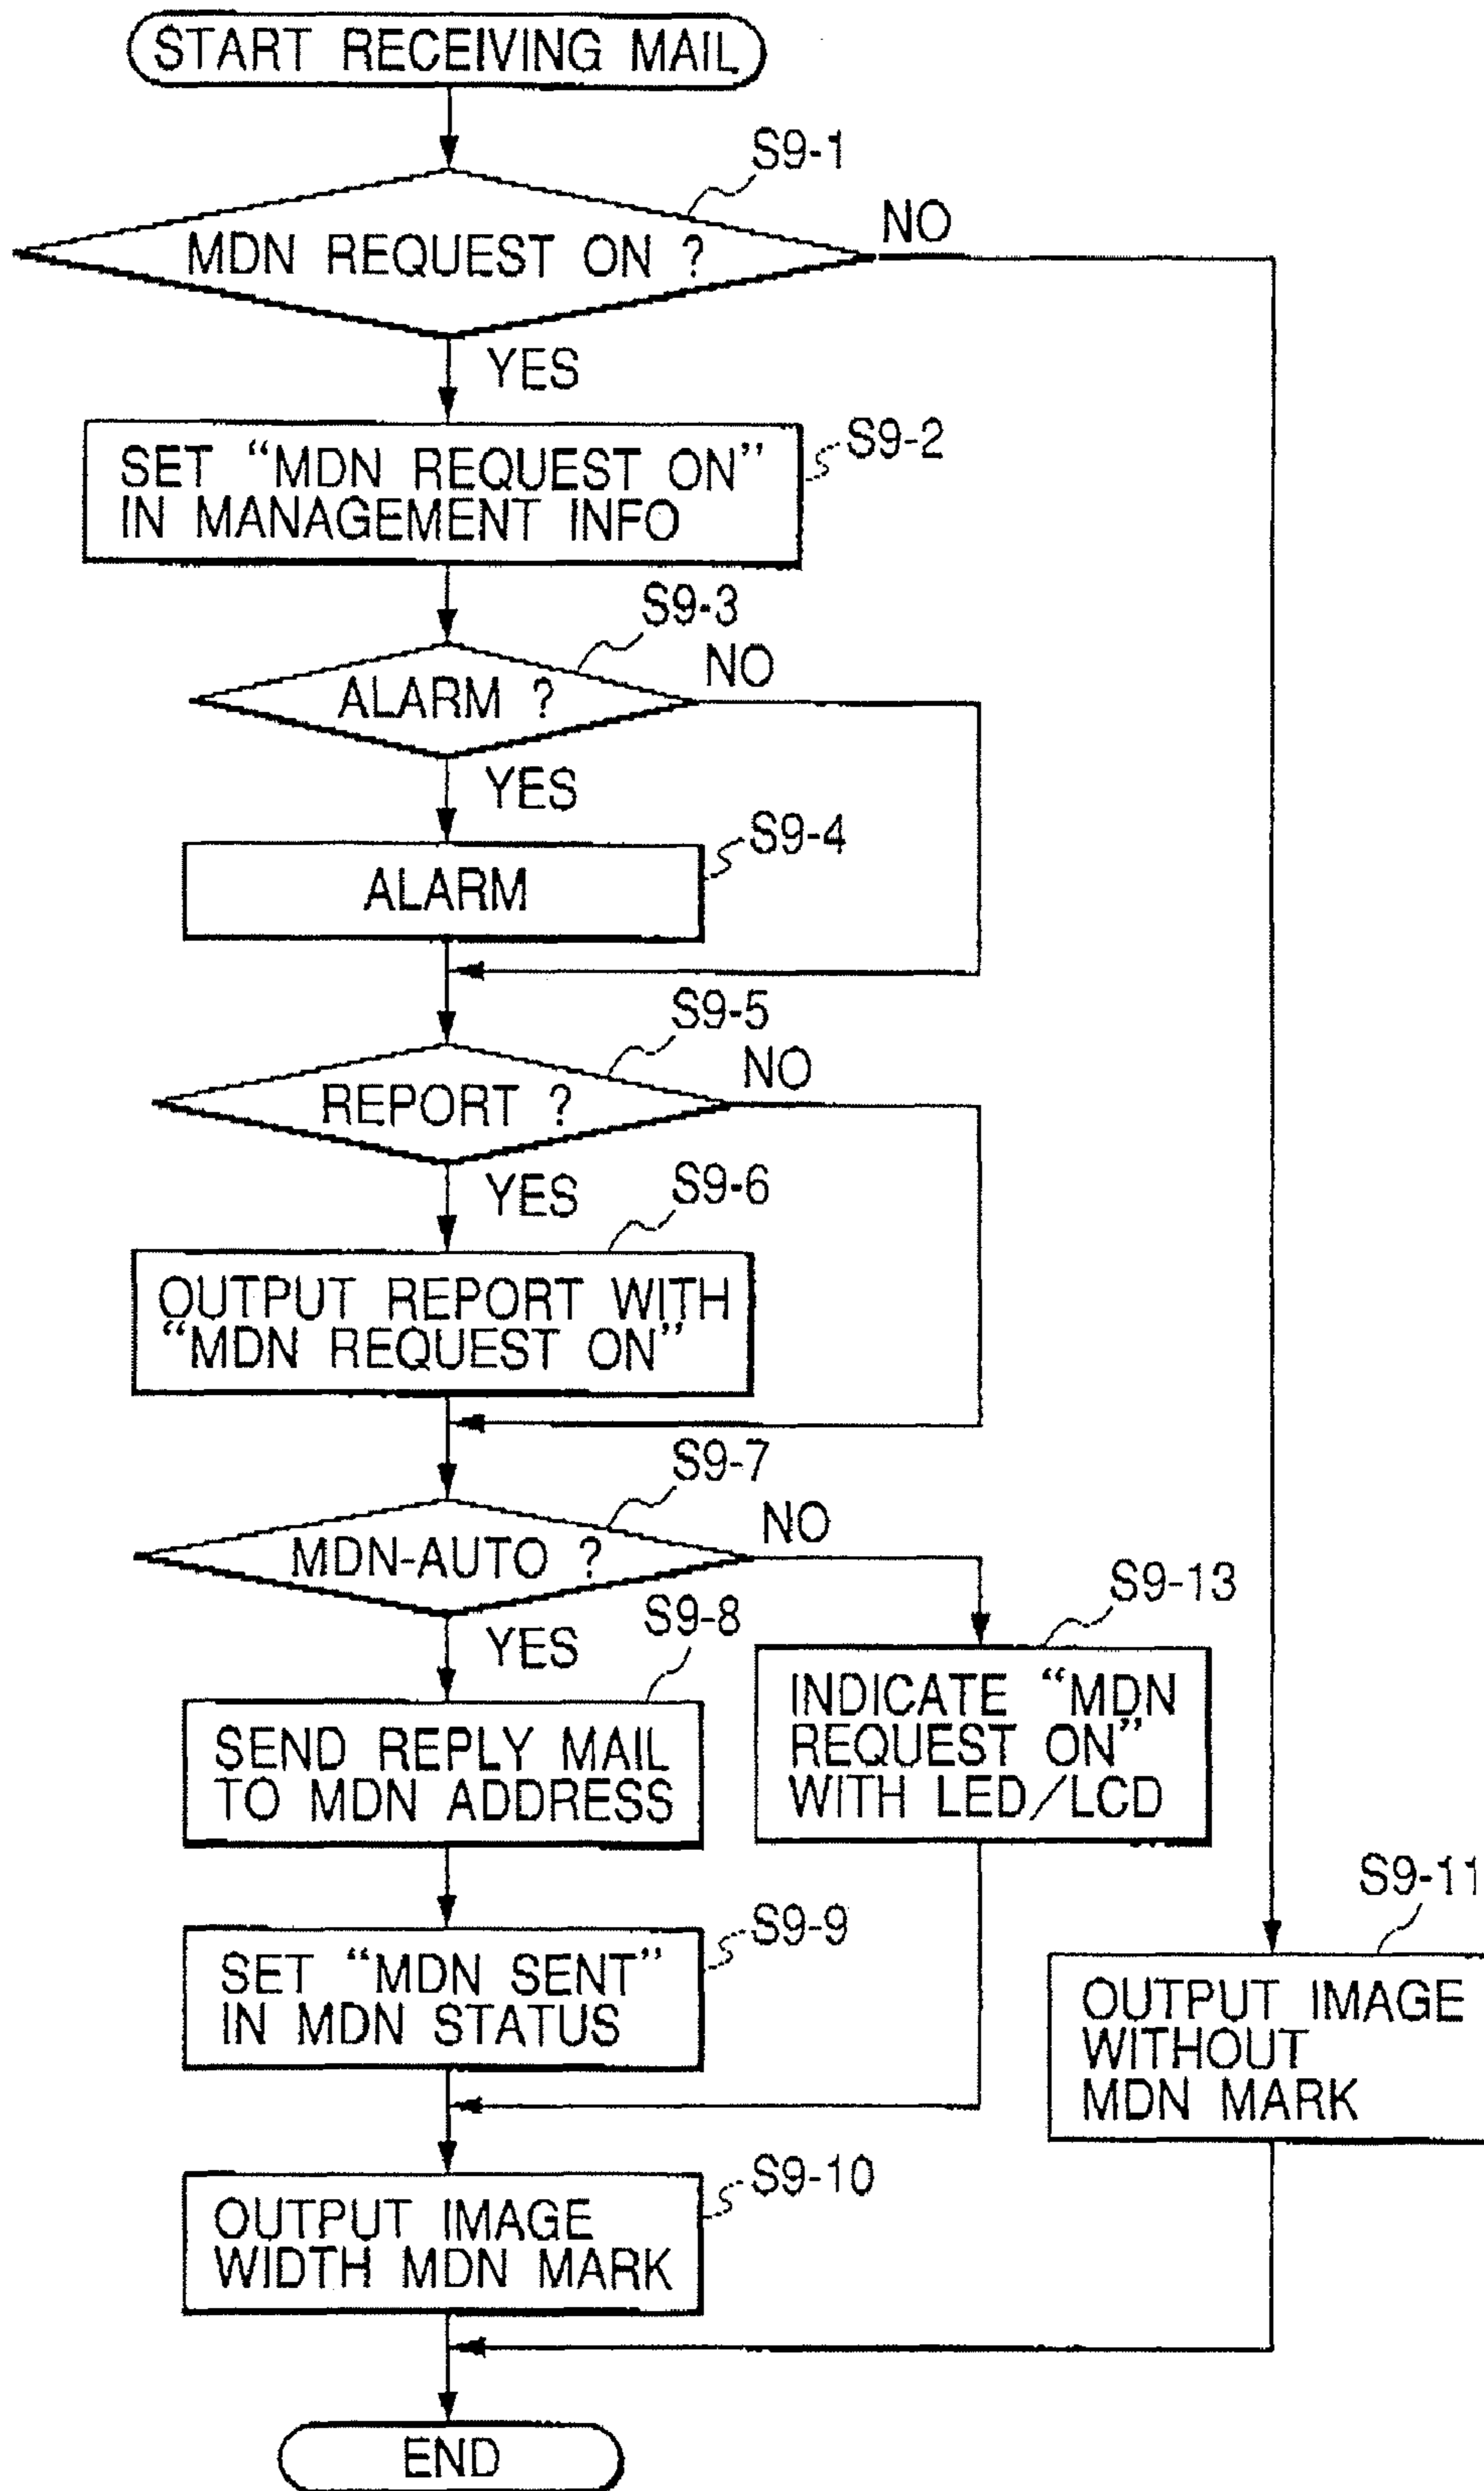 START RECEIVING MAIL
S9-1
MDN REQUEST ON ?
NO
YES
S9-2
SET “MDN REQUEST ON”
IN MANAGEMENT INFO
S9-3
ALARM ?
NO
YES
S9-4
ALARM
S9-5
REPORT ?
NO
YES
S9-6
OUTPUT REPORT WITH
“MDN REQUEST ON”
S9-7
MDN-AUTO ?
NO
YES
S9-8
SEND REPLY MAIL
TO MDN ADDRESS
S9-13
INDICATE “MDN
REQUEST ON”
WITH LED/LCD
S9-9
SET “MDN SENT”
IN MDN STATUS
S9-11
OUTPUT IMAGE
WITHOUT
MDN MARK
S9-10
OUTPUT IMAGE
WIDTH MDN MARK
END